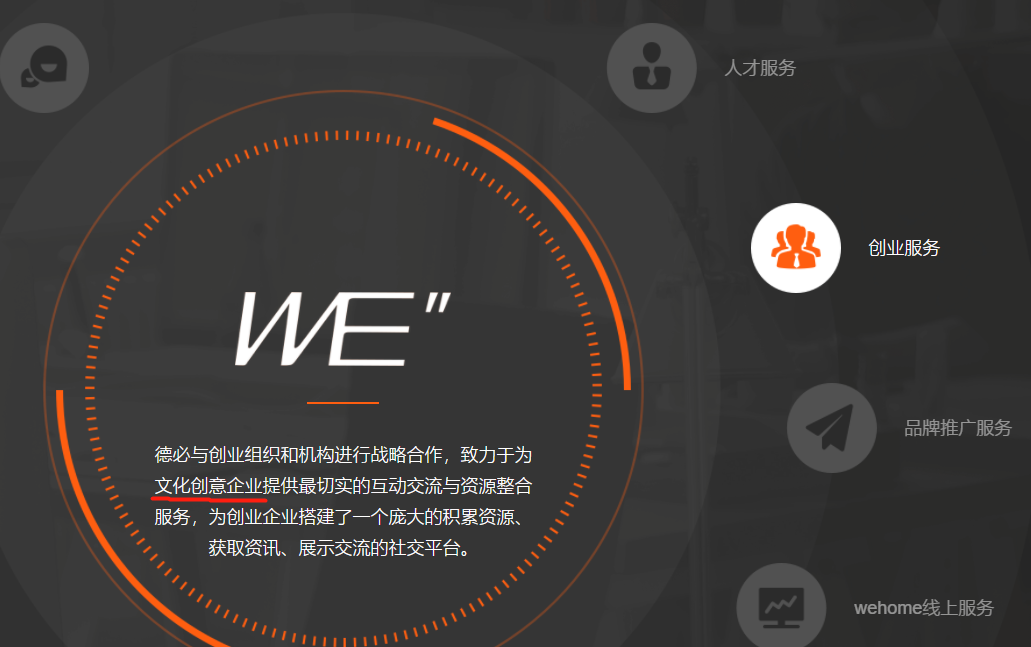 人才服务
创业服务
WE"
德必与创业组织和机构进行战略合作，致力于为
文化创意企业提供最切实的互动交流与资源整合
服务，为创业企业搭建了一个庞大的积累资源、
获取资讯、展示交流的社交平台。
品牌推广服务
wehome线上服务